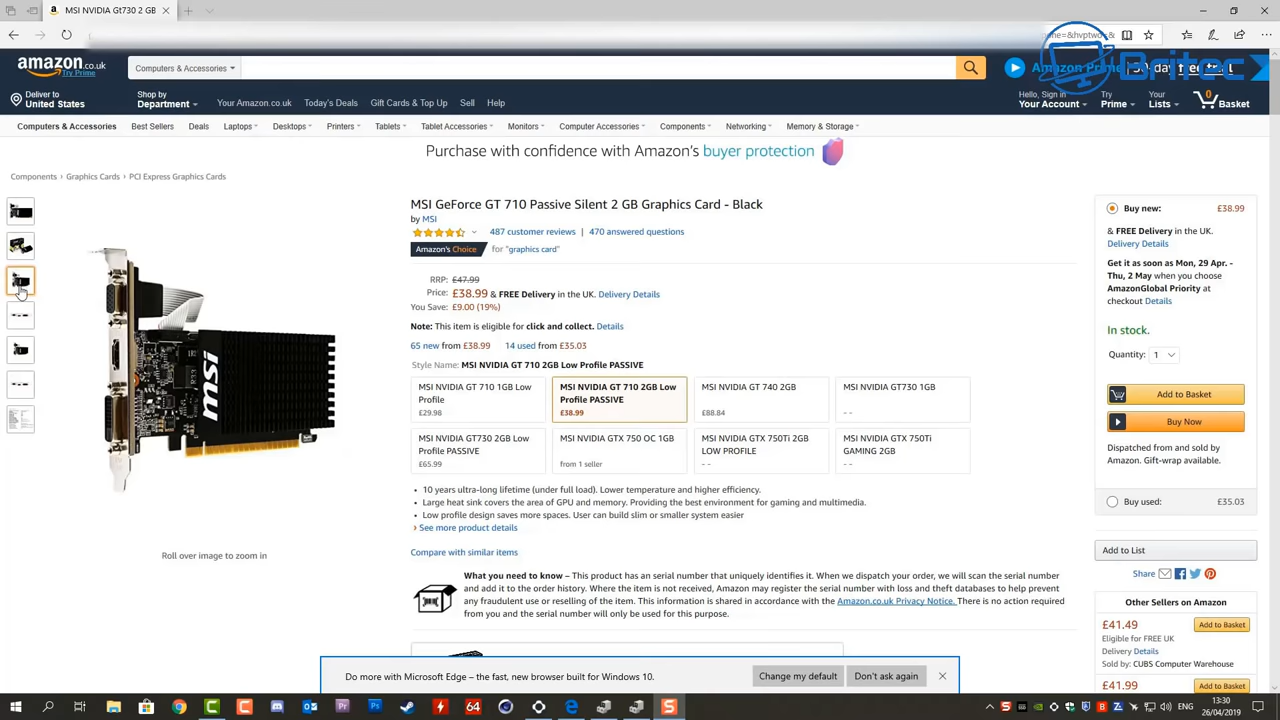 MSI NVIDIA Gt730 2 GB
amazon.co.uk
Try Prime
Computers & Accessories
Britec
Deliver to
United States
Shop by
Department
Your Amazon.co.uk
Today's Deals
Gift Cards & Top Up
Sell
Help
Hello, Sign in
Your Account
Try
Prime
Your
Lists
0
Basket
Computers & Accessories
Best Sellers
Deals
Laptops
Desktops
Printers
Tablets
Tablet Accessories
Monitors
Computer Accessories
Components
Networking
Memory & Storage
Purchase with confidence with Amazon's buyer protection
Components › Graphics Cards › PCI Express Graphics Cards
msi
Roll over image to zoom in
MSI GeForce GT 710 Passive Silent 2 GB Graphics Card - Black
by MSI
487 customer reviews | 470 answered questions
Amazon's Choice for "graphics card"
RRP: £47.99
Price: £38.99 & FREE Delivery in the UK. Delivery Details
You Save: £9.00 (19%)
Note: This item is eligible for click and collect. Details
65 new from £38.99 14 used from £35.03
Style Name: MSI NVIDIA GT 710 2GB Low Profile PASSIVE
MSI NVIDIA GT 710 1GB Low
Profile
£29.98
MSI NVIDIA GT 710 2GB Low
Profile PASSIVE
£38.99
MSI NVIDIA GT 740 2GB
£88.84
MSI NVIDIA GT730 1GB
- -
MSI NVIDIA GT730 2GB Low
Profile PASSIVE
£65.99
MSI NVIDIA GTX 750 OC 1GB
from 1 seller
MSI NVIDIA GTX 750Ti 2GB
LOW PROFILE
- -
MSI NVIDIA GTX 750Ti
GAMING 2GB
- -
• 10 years ultra-long lifetime (under full load). Lower temperature and higher efficiency.
• Large heat sink covers the area of GPU and memory. Providing the best environment for gaming and multimedia.
• Low profile design saves more spaces. User can build slim or smaller system easier
› See more product details
Compare with similar items
What you need to know – This product has an serial number that uniquely identifies it. When we dispatch your order, we will scan the serial number
and add it to the order history. Where the item is not received, Amazon may register the serial number with loss and theft databases to help prevent
any fraudulent use or reselling of the item. This information is shared in accordance with the Amazon.co.uk Privacy Notice. There is no action required
from you and the serial number will only be used for this purpose.
Buy new: £38.99
& FREE Delivery in the UK.
Delivery Details
Get it as soon as Mon, 29 Apr. -
Thu, 2 May when you choose
AmazonGlobal Priority at
checkout Details
In stock.
Quantity: 1
Add to Basket
Buy Now
Dispatched from and sold by
Amazon. Gift-wrap available.
Buy used: £35.03
Add to List
Share
Other Sellers on Amazon
£41.49 Add to Basket
Eligible for FREE UK
Delivery Details
Sold by: CUBS Computer Warehouse
£41.99 Add to Basket
Do more with Microsoft Edge – the fast, new browser built for Windows 10.
Change my default
Don't ask again
Pr
Ps
64
S
13:30
26/04/2019